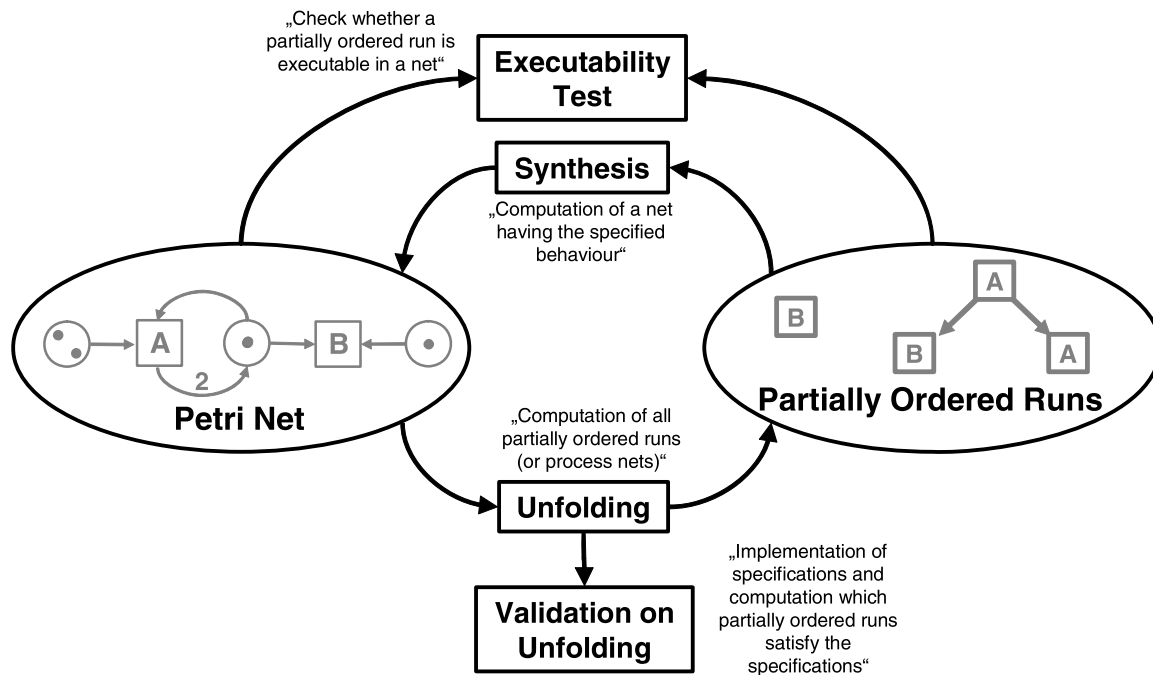 „Check whether a
partially ordered run is
executable in a net“
Executability
Test
Synthesis
„Computation of a net
having the specified
behaviour“
A
B
2
Petri Net
B
A
B
A
Partially Ordered Runs
„Computation of all
partially ordered runs
(or process nets)“
Unfolding
Validation on
Unfolding
„Implementation of
specifications and
computation which
partially ordered runs
satisfy the
specifications“